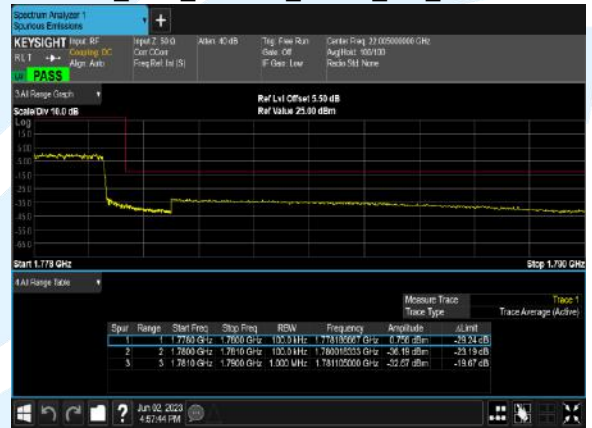 Spectrum Analyzer 1
Spurious Emissions
+
KEYSIGHT Input: RF Input Z: 50 Ω Atten: 40 dB Trig: Free Run Center Freq: 22.005000000 GHz
RLT Coupling: DC Corr CCorr Gate: Off Avg|Hold: 100/100
Align: Auto Freq Ref: Int (S) IF Gain: Low Radio Std: None
PASS
3.All Range Graph
Ref Lvl Offset 5.50 dB
Scale/Div 10.0 dB Ref Value 25.00 dBm
Log
15.0
5.00
-5.00
-15.0
-25.0
-35.0
-45.0
-55.0
-65.0
Start 1.778 GHz Stop 1.790 GHz
4.All Range Table
Measure Trace Trace 1
Trace Type Trace Average (Active)
Spur Range Start Freq Stop Freq RBW Frequency Amplitude ΔLimit
1 1 1.7780 GHz 1.7800 GHz 100.0 kHz 1.778186667 GHz 0.756 dBm -29.24 dB
2 2 1.7800 GHz 1.7810 GHz 100.0 kHz 1.780018333 GHz -36.19 dBm -23.19 dB
3 3 1.7810 GHz 1.7900 GHz 1.000 MHz 1.781105000 GHz -32.67 dBm -19.67 dB
? Jun 02, 2023
4:57:44 PM